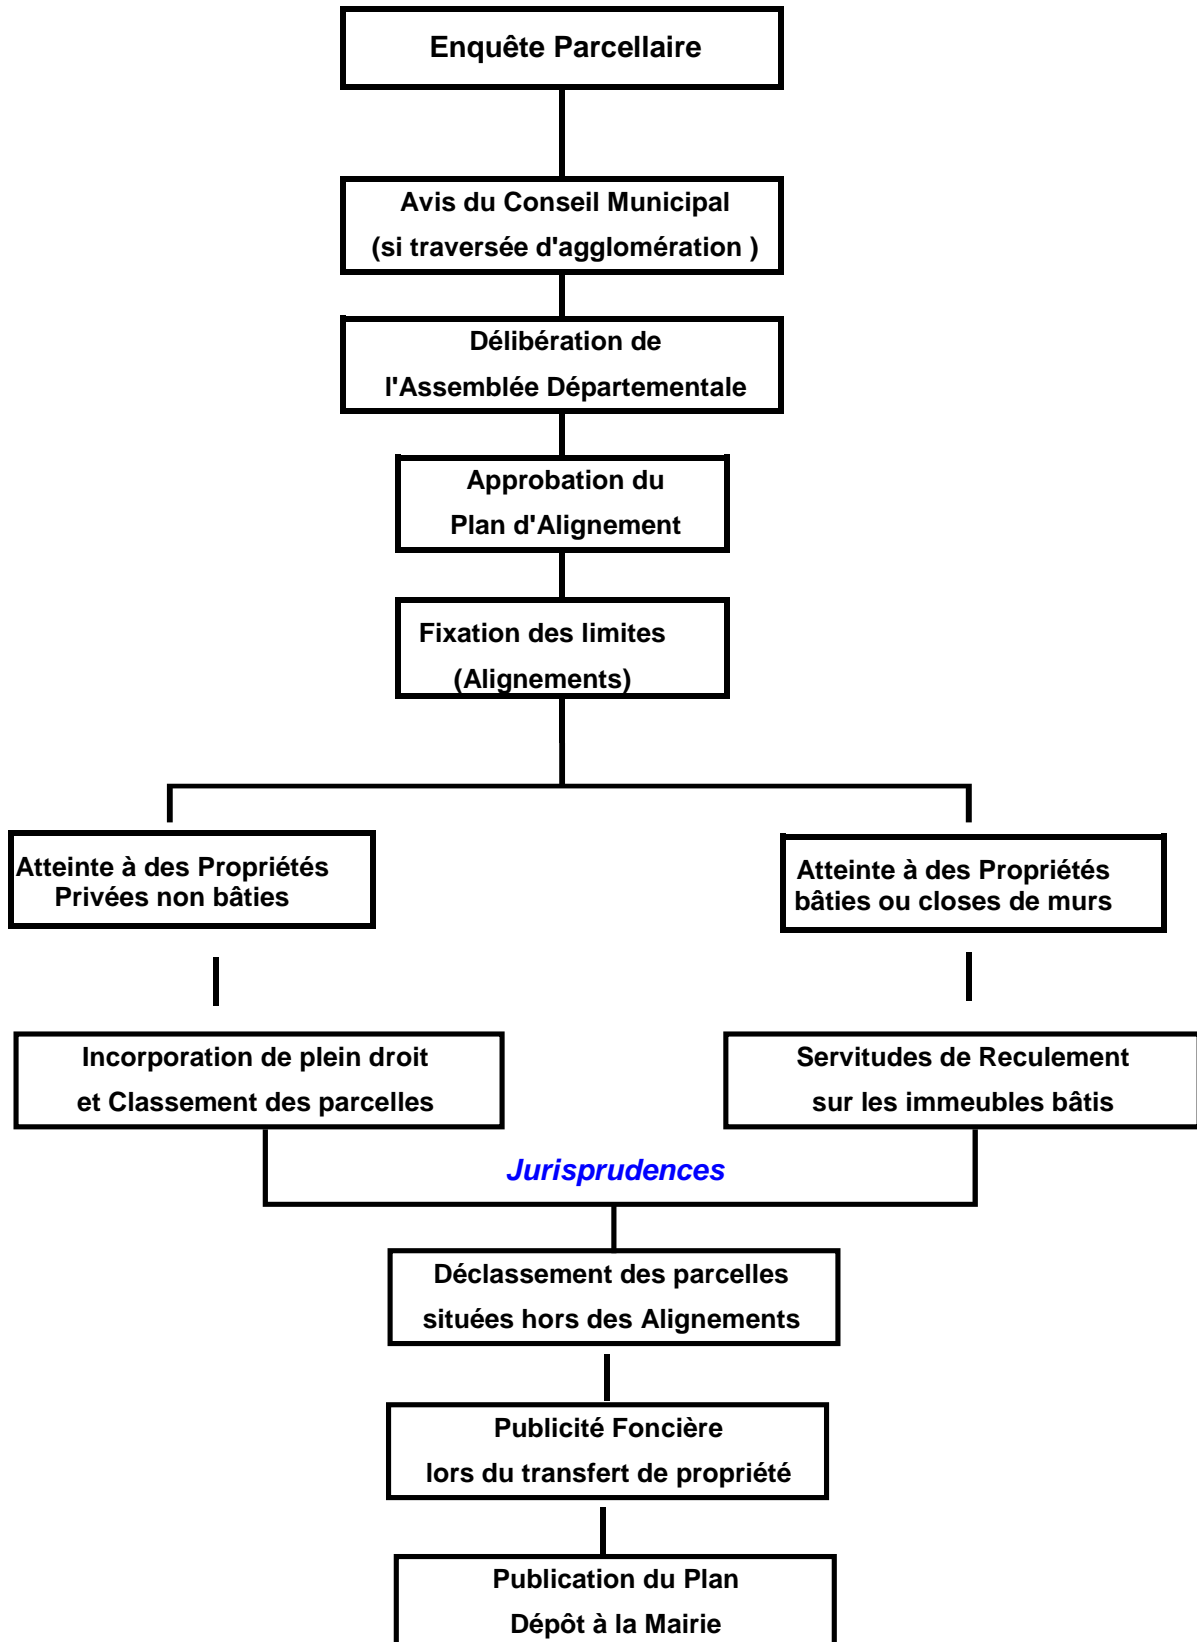 Enquête Parcellaire
Avis du Conseil Municipal
(si traversée d'agglomération )
Délibération de
l'Assemblée Départementale
Approbation du
Plan d'Alignement
Fixation des limites
(Alignements)
Atteinte à des Propriétés
Privées non bâties
Atteinte à des Propriétés
bâties ou closes de murs
Incorporation de plein droit
et Classement des parcelles
Servitudes de Reculement
sur les immeubles bâtis
Jurisprudences
Déclassement des parcelles
situées hors des Alignements
Publicité Foncière
lors du transfert de propriété
Publication du Plan
Dépôt à la Mairie